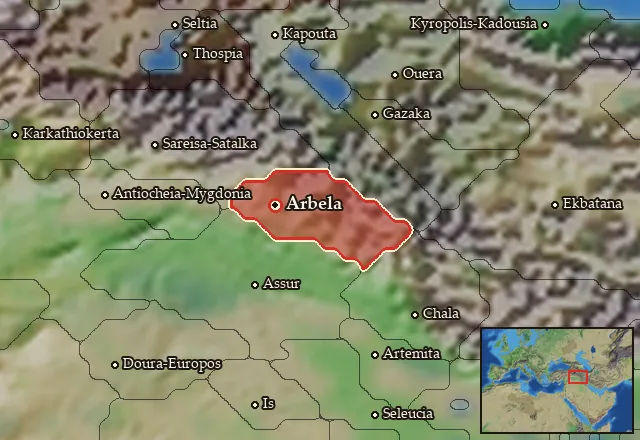 Seltia
Kyropolis-Kadousia
Kapouta
Thospia
Ouera
Gazaka
Karkathiokerta
Sareisa-Satalka
Antiocheia-Mygdonia
Arbela
Ekbatana
Assur
Chala
Artemita
Doura-Europos
Is
Seleucia